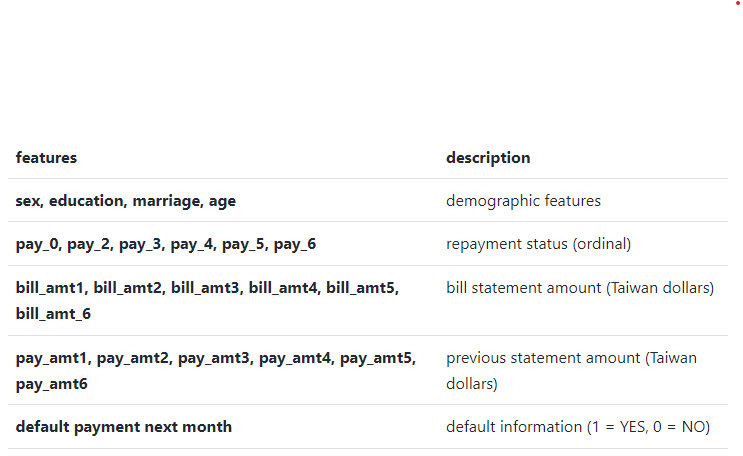 features description
sex, education, marriage, age demographic features
pay_0, pay_2, pay_3, pay_4, pay_5, pay_6 repayment status (ordinal)
bill_amt1, bill_amt2, bill_amt3, bill_amt4, bill_amt5, bill statement amount (Taiwan dollars)
bill_amt_6
pay_amt1, pay_amt2, pay_amt3, pay_amt4, pay_amt5, previous statement amount (Taiwan
pay_amt6 dollars)
default payment next month default information (1 = YES, 0 = NO)